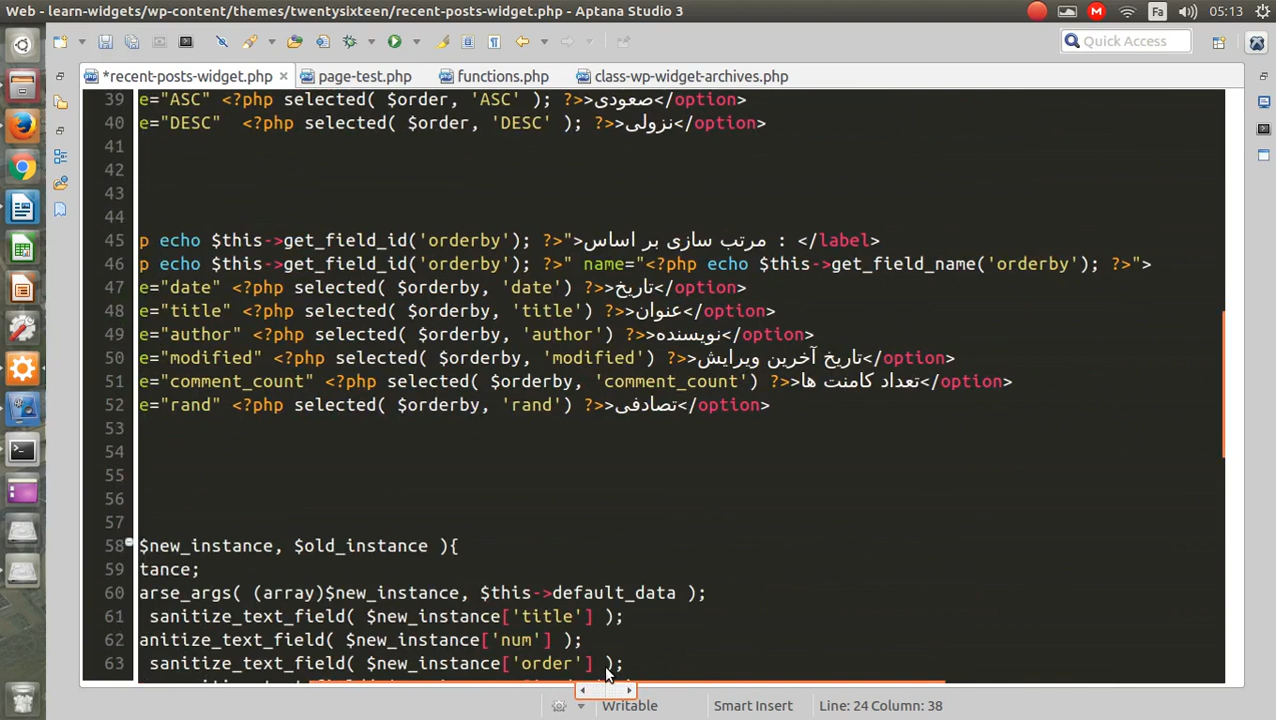 Web - learn-widgets/wp-content/themes/twentysixteen/recent-posts-widget.php - Aptana Studio 3
M
Fa
05:13
Quick Access
*recent-posts-widget.php
page-test.php
functions.php
class-wp-widget-archives.php
39 e="ASC" <?php selected( $order, 'ASC' ); ?>>صعودی</option>
40 e="DESC"  <?php selected( $order, 'DESC' ); ?>>نزولی</option>
41
42
43
44
45 p echo $this->get_field_id('orderby'); ?>">مرتب سازی بر اساس : </label>
46 p echo $this->get_field_id('orderby'); ?>" name="<?php echo $this->get_field_name('orderby'); ?>">
47 e="date" <?php selected( $orderby, 'date') ?>>تاریخ</option>
48 e="title" <?php selected( $orderby, 'title') ?>>عنوان</option>
49 e="author" <?php selected( $orderby, 'author') ?>>نویسنده</option>
50 e="modified" <?php selected( $orderby, 'modified') ?>>تاریخ آخرین ویرایش</option>
51 e="comment_count" <?php selected( $orderby, 'comment_count') ?>>تعداد کامنت ها</option>
52 e="rand" <?php selected( $orderby, 'rand') ?>>تصادفی</option>
53
54
55
56
57
58 $new_instance, $old_instance ){
59 tance;
60 arse_args( (array)$new_instance, $this->default_data );
61 sanitize_text_field( $new_instance['title'] );
62 anitize_text_field( $new_instance['num'] );
63 sanitize_text_field( $new_instance['order'] );
Writable
Smart Insert
Line: 24 Column: 38